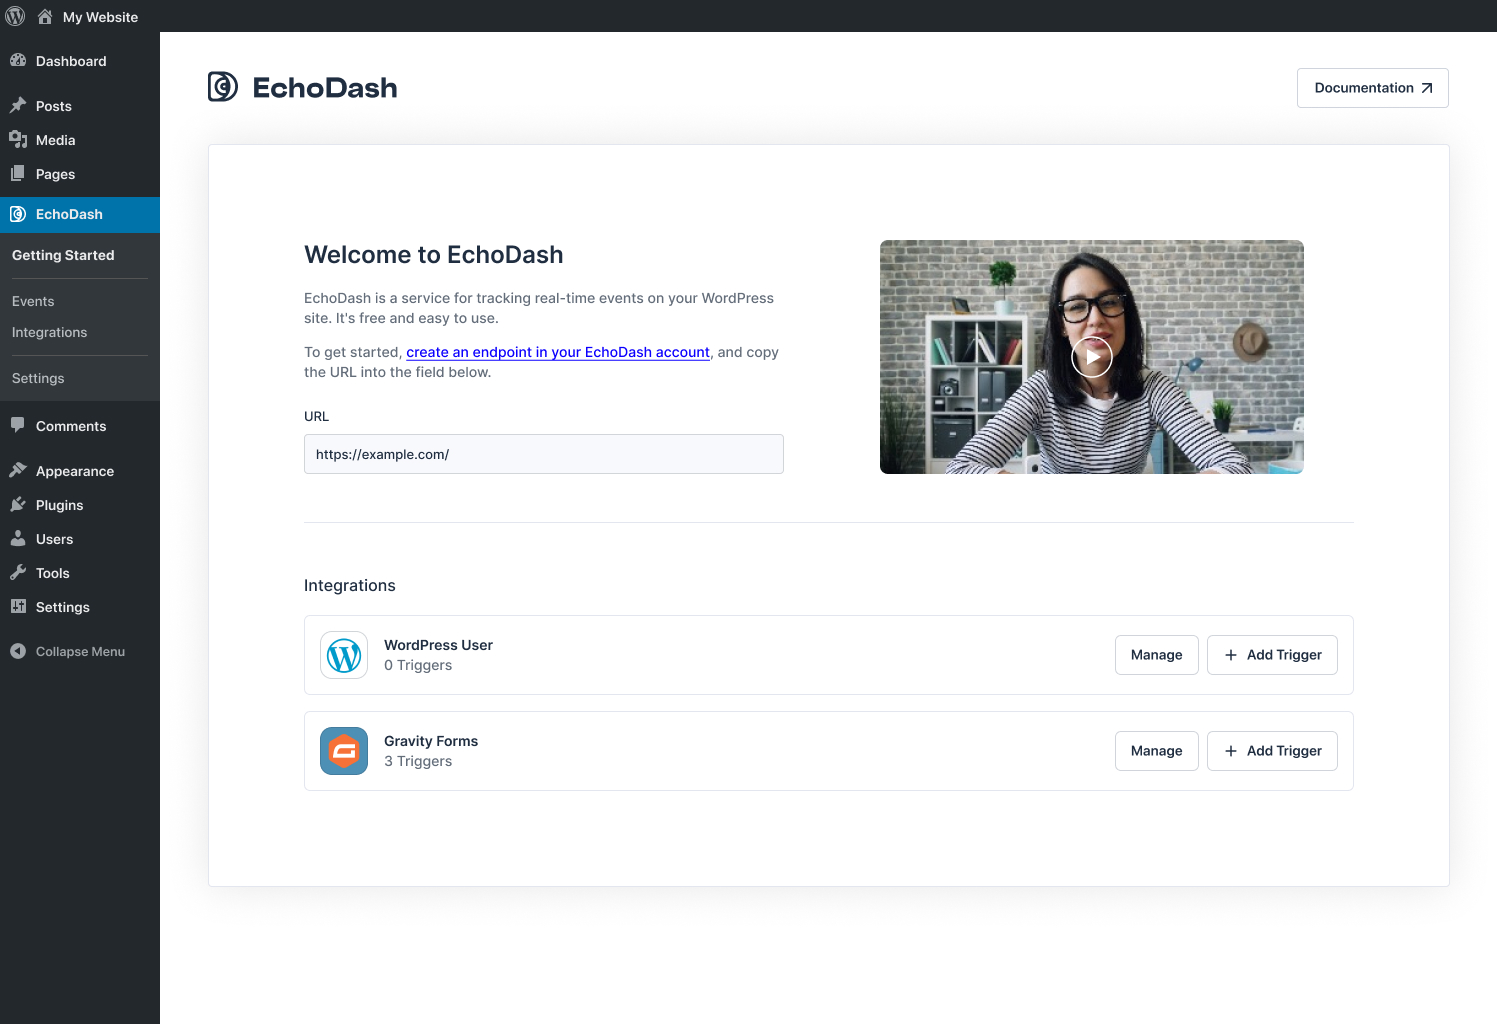 My Website
Dashboard
Posts
Media
Pages
EchoDash
Getting Started
Events
Integrations
Settings
Comments
Appearance
Plugins
Users
Tools
Settings
Collapse Menu
EchoDash
Documentation
Welcome to EchoDash
EchoDash is a service for tracking real-time events on your WordPress
site. It's free and easy to use.
To get started, create an endpoint in your EchoDash account, and copy
the URL into the field below.
URL
https://example.com/
Integrations
WordPress User
0 Triggers
Manage
Add Trigger
Gravity Forms
3 Triggers
Manage
Add Trigger